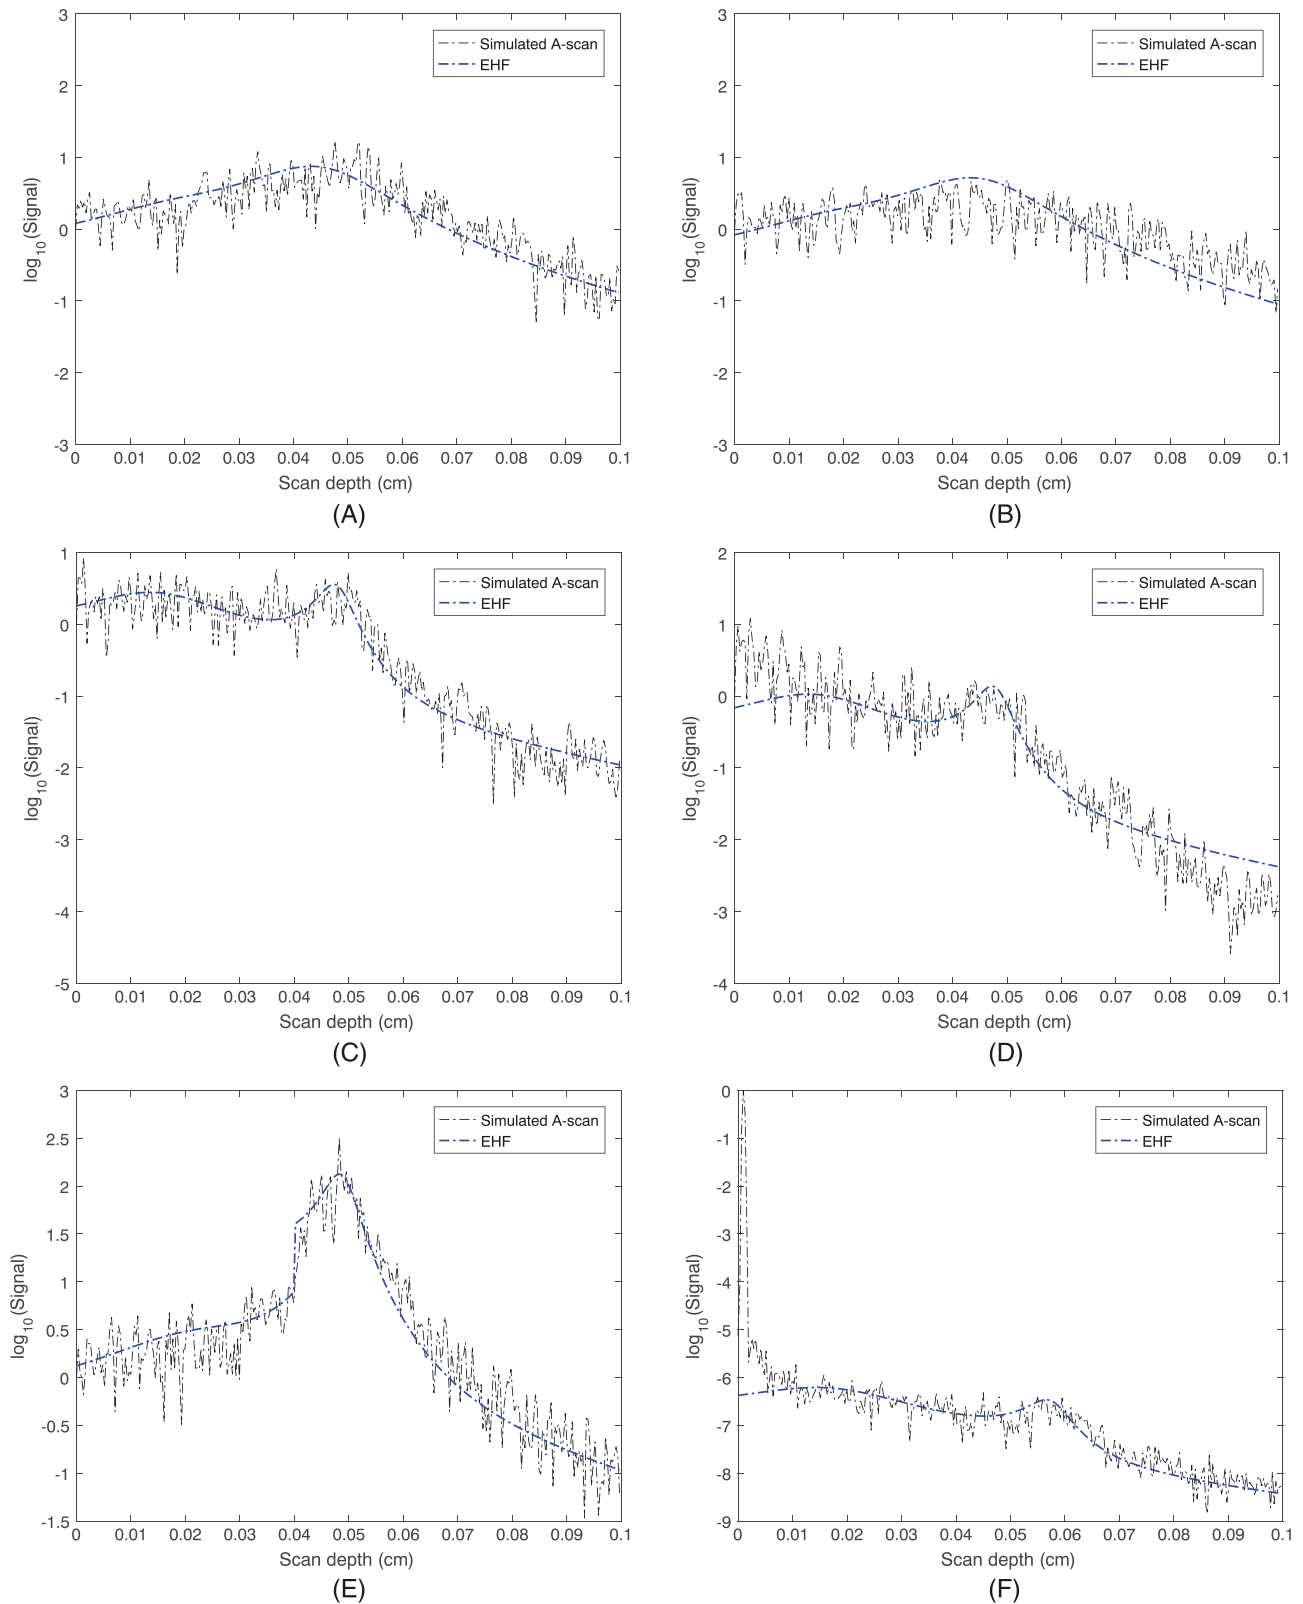 3
2
1
0
-1
-2
-3
log10(Signal)
Simulated A-scan
EHF
0 0.01 0.02 0.03 0.04 0.05 0.06 0.07 0.08 0.09 0.1
Scan depth (cm)
(A)
3
2
1
0
-1
-2
-3
log10(Signal)
Simulated A-scan
EHF
0 0.01 0.02 0.03 0.04 0.05 0.06 0.07 0.08 0.09 0.1
Scan depth (cm)
(B)
1
0
-1
-2
-3
-4
-5
log10(Signal)
Simulated A-scan
EHF
0 0.01 0.02 0.03 0.04 0.05 0.06 0.07 0.08 0.09 0.1
Scan depth (cm)
(C)
2
1
0
-1
-2
-3
-4
log10(Signal)
Simulated A-scan
EHF
0 0.01 0.02 0.03 0.04 0.05 0.06 0.07 0.08 0.09 0.1
Scan depth (cm)
(D)
3
2.5
2
1.5
1
0.5
0
-0.5
-1
-1.5
log10(Signal)
Simulated A-scan
EHF
0 0.01 0.02 0.03 0.04 0.05 0.06 0.07 0.08 0.09 0.1
Scan depth (cm)
(E)
0
-1
-2
-3
-4
-5
-6
-7
-8
-9
log10(Signal)
Simulated A-scan
EHF
0 0.01 0.02 0.03 0.04 0.05 0.06 0.07 0.08 0.09 0.1
Scan depth (cm)
(F)